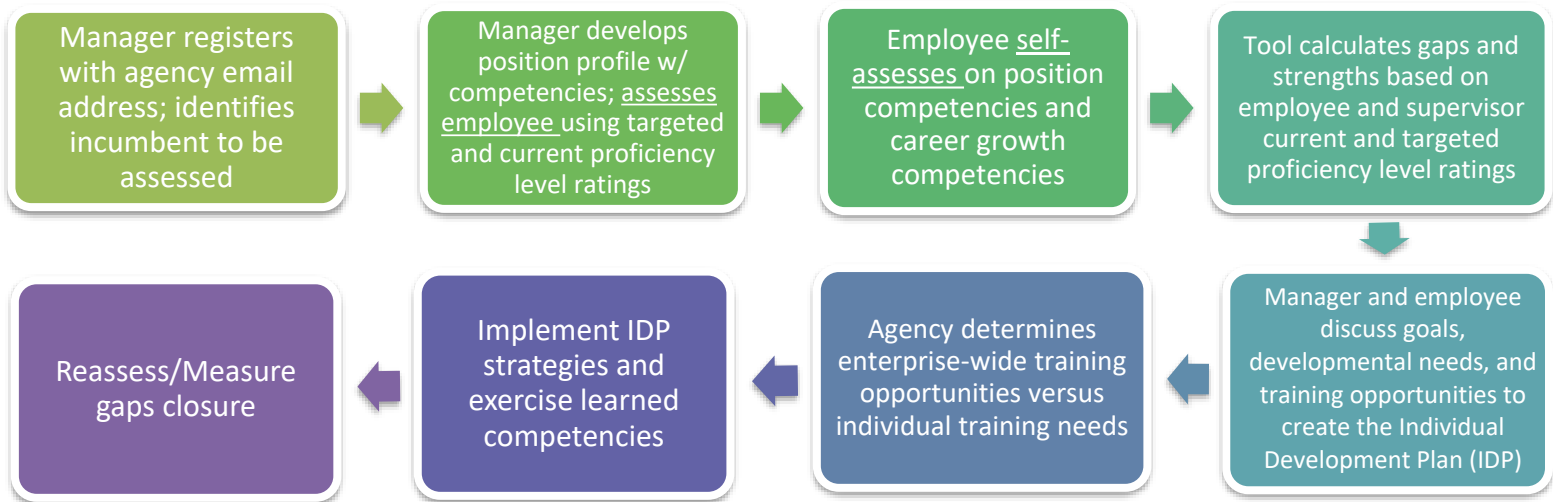 Manager registers
with agency email
address; identifies
incumbent to be
assessed
Manager develops
position profile w/
competencies; assesses
employee using targeted
and current proficiency
level ratings
Employee self-
assesses on position
competencies and
career growth
competencies
Tool calculates gaps and
strengths based on
employee and supervisor
current and targeted
proficiency level ratings
Manager and employee
discuss goals,
developmental needs, and
training opportunities to
create the Individual
Development Plan (IDP)
Agency determines
enterprise-wide training
opportunities versus
individual training needs
Implement IDP
strategies and
exercise learned
competencies
Reassess/Measure
gaps closure